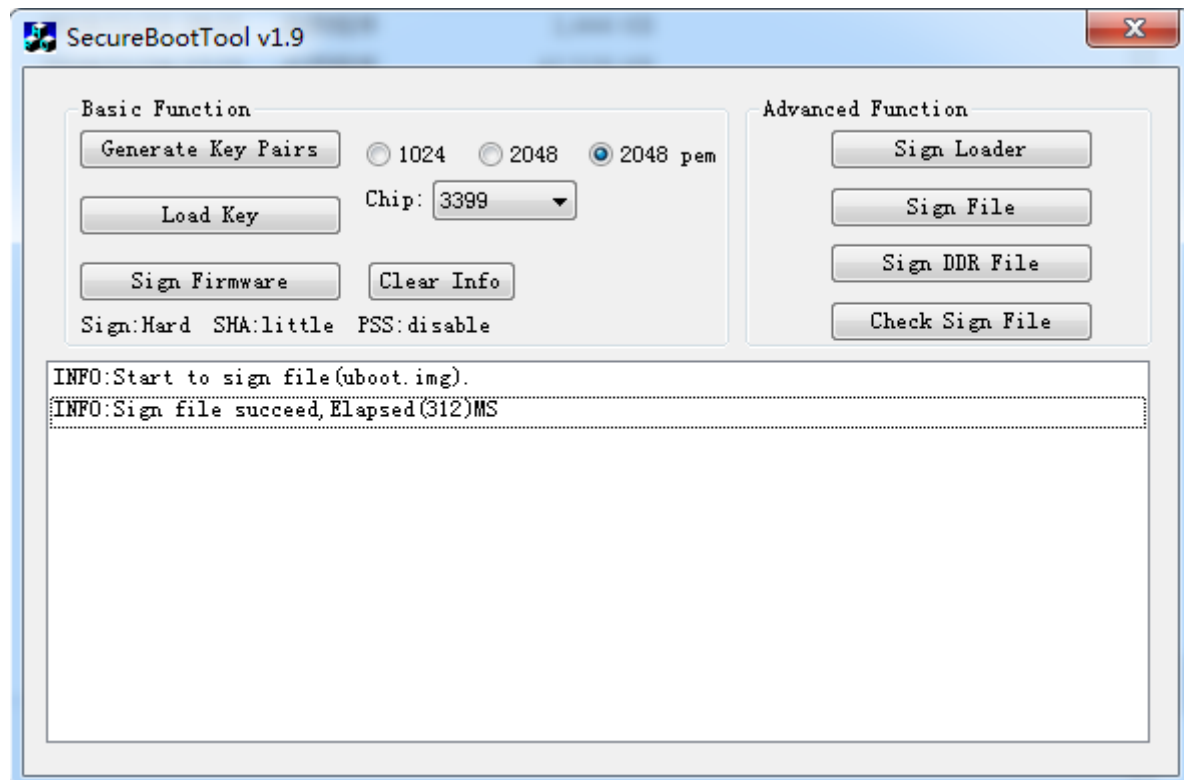 SecureBootTool v1.9
Basic Function
Generate Key Pairs
1024
2048
2048 pem
Load Key
Chip:
3399
Sign Firmware
Clear Info
Sign:Hard SHA:little PSS:disable
Advanced Function
Sign Loader
Sign File
Sign DDR File
Check Sign File
INFO:Start to sign file(uboot.img).
INFO:Sign file succeed,Elapsed(312)MS